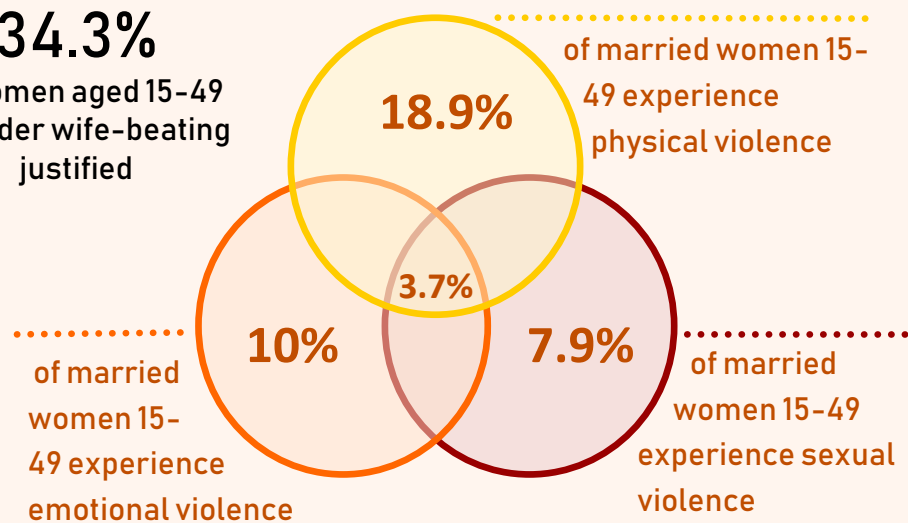 34.3%
women aged 15-49
wife-beating
justified
18.9%
of married women 15-
49 experience
physical violence
3.7%
10%
7.9%
of married
women 15-
49 experience
emotional violence
of married
women 15-49
experience sexual
violence